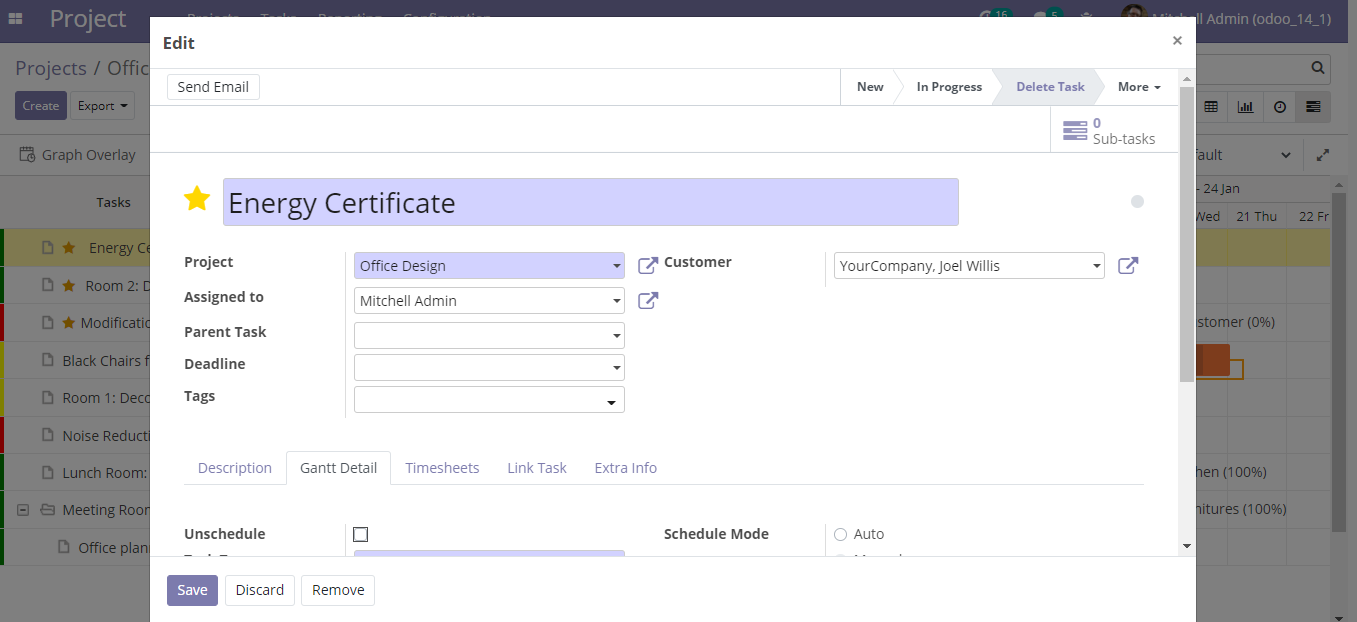 Project Projects Tasks Reporting Configuration 16 5 Mitchell Admin (odoo_14_1)
Edit ×
Projects / Offic
Send Email New In Progress Delete Task More
Create Export
0
Sub-tasks
Graph Overlay fault
- 24 Jan
Tasks Energy Certificate Wed 21 Thu 22 Fr
Energy Ce
Project Office Design Customer YourCompany, Joel Willis
Room 2: D
Assigned to Mitchell Admin
Modificatio stomer (0%)
Parent Task
Black Chairs f
Deadline
Room 1: Deco
Tags
Noise Reducti
Description Gantt Detail Timesheets Link Task Extra Info
Lunch Room: hen (100%)
Meeting Roon nitures (100%)
Unschedule Schedule Mode Auto
Office plan
Save Discard Remove